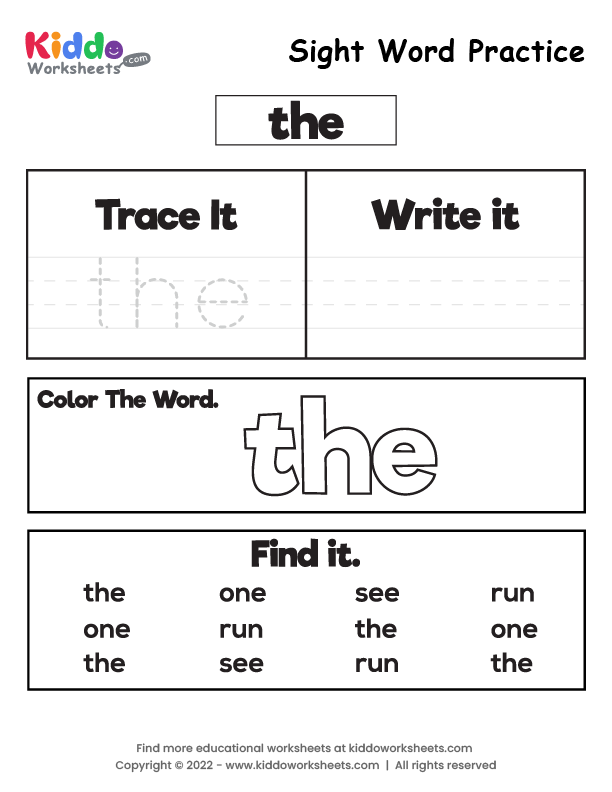 Kiddo
Worksheets.com
Sight Word Practice
the
Trace It
Write it
the
Color The Word.
the
Find it.
the one see run
one run the one
the see run the
Find more educational worksheets at kiddoworksheets.com
Copyright © 2022 - www.kiddoworksheets.com | All rights reserved